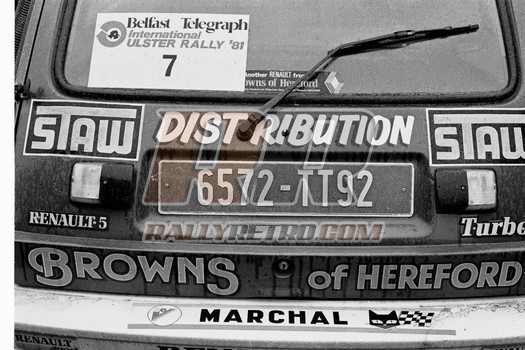 Belfast Telegraph
International
ULSTER RALLY '81
7
Another RENAULT from
Browns of Hereford
STAW
DISTRIBUTION
STAW
6572-TT92
RENAULT 5
Turbo
RALLYRETRO.COM
BROWNS of HEREFORD
MARCHAL
RENAULT